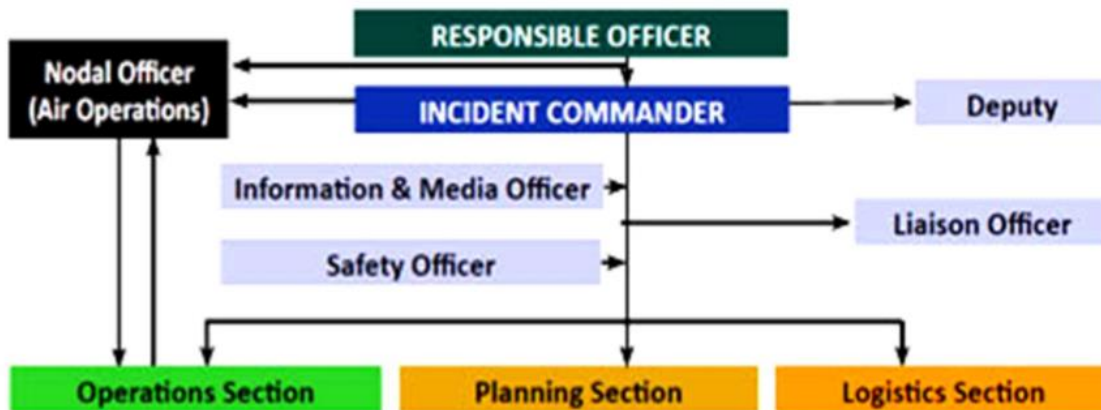 RESPONSIBLE OFFICER
Nodal Officer
(Air Operations)
INCIDENT COMMANDER
Deputy
Information & Media Officer
Liaison Officer
Safety Officer
Operations Section
Planning Section
Logistics Section